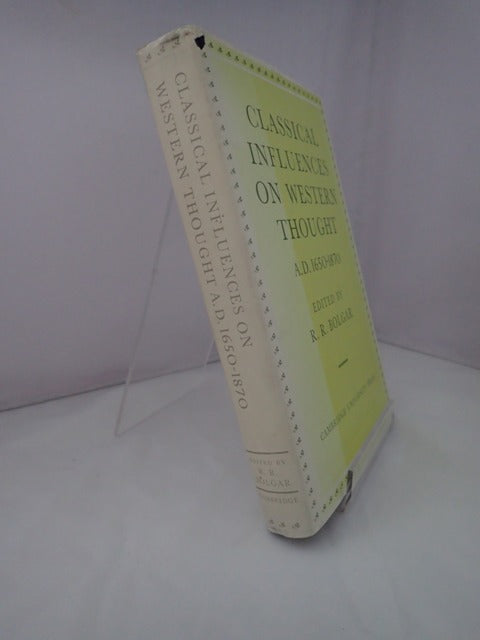 CLASSICAL INFLUENCES ON
WESTERN THOUGHT A.D. 1650-1870
EDITED BY
R. R.
BOLGAR
CAMBRIDGE
CLASSICAL
INFLUENCES
ON WESTERN
THOUGHT
A.D. 1650-1870
EDITED BY
R. R. BOLGAR
CAMBRIDGE UNIVERSITY PRESS